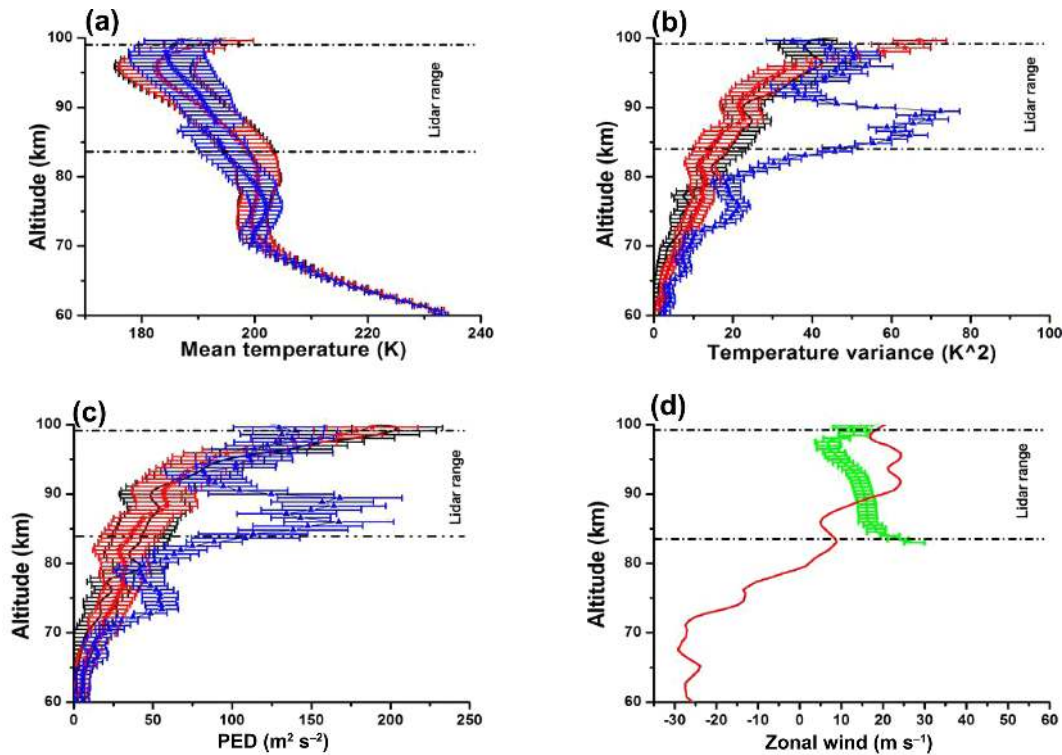 (a)
100
90
80
70
60
Altitude (km)
Lidar range
180 200 220 240
Mean temperature (K)
(b)
100
90
80
70
60
Altitude (km)
Lidar range
0 20 40 60 80 100
Temperature variance (K^2)
(c)
100
90
80
70
60
Altitude (km)
Lidar range
0 50 100 150 200 250
PED (m² s⁻²)
(d)
100
90
80
70
60
Altitude (km)
Lidar range
-30 -20 -10 0 10 20 30 40 50 60
Zonal wind (m s⁻¹)